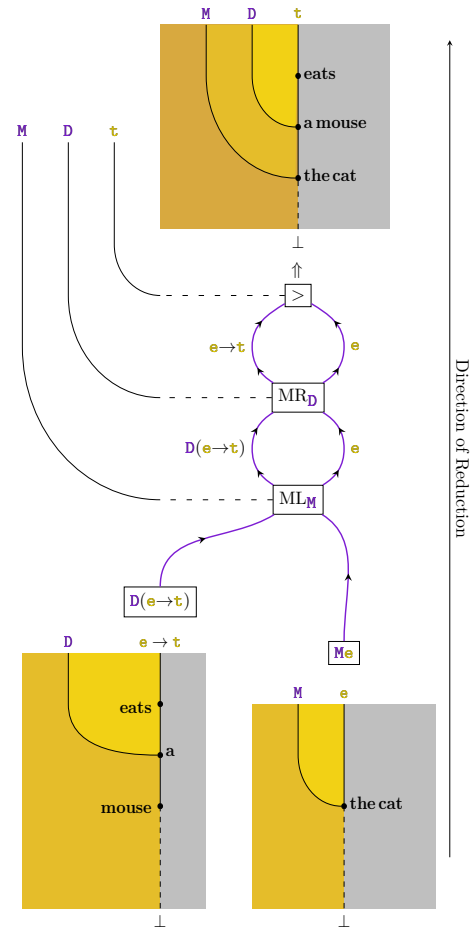 M D t
eats
a mouse
the cat
⊥
M D t
⇑
>
e→t e
MR_D
D(e→t) e
ML_M
D(e→t)
Me
D e → t
eats
a
mouse
⊥
M e
the cat
⊥
Direction of Reduction